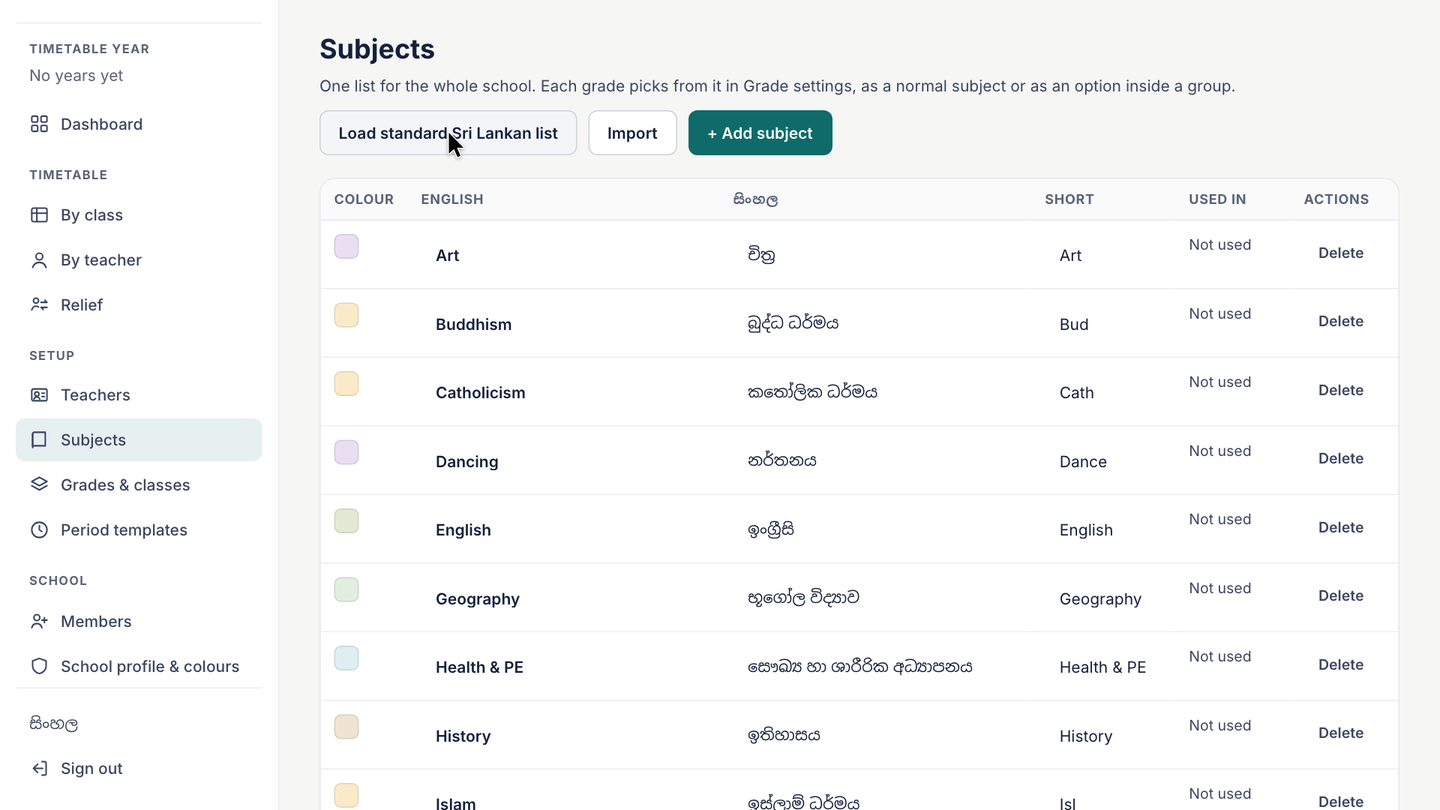 TIMETABLE YEAR
No years yet
Dashboard
TIMETABLE
By class
By teacher
Relief
SETUP
Teachers
Subjects
Grades & classes
Period templates
SCHOOL
Members
School profile & colours
සිංහල
Sign out
Subjects
One list for the whole school. Each grade picks from it in Grade settings, as a normal subject or as an option inside a group.
Load standard Sri Lankan list Import + Add subject
COLOUR ENGLISH සිංහල SHORT USED IN ACTIONS
Art චිත්‍ර Art Not used Delete
Buddhism බුද්ධ ධර්මය Bud Not used Delete
Catholicism කතෝලික ධර්මය Cath Not used Delete
Dancing නර්තනය Dance Not used Delete
English ඉංග්‍රීසි English Not used Delete
Geography භූගෝල විද්‍යාව Geography Not used Delete
Health & PE සෞඛ්‍ය හා ශාරීරික අධ්‍යාපනය Health & PE Not used Delete
History ඉතිහාසය History Not used Delete
Islam ඉස්ලාම් ධර්මය Isl Not used Delete